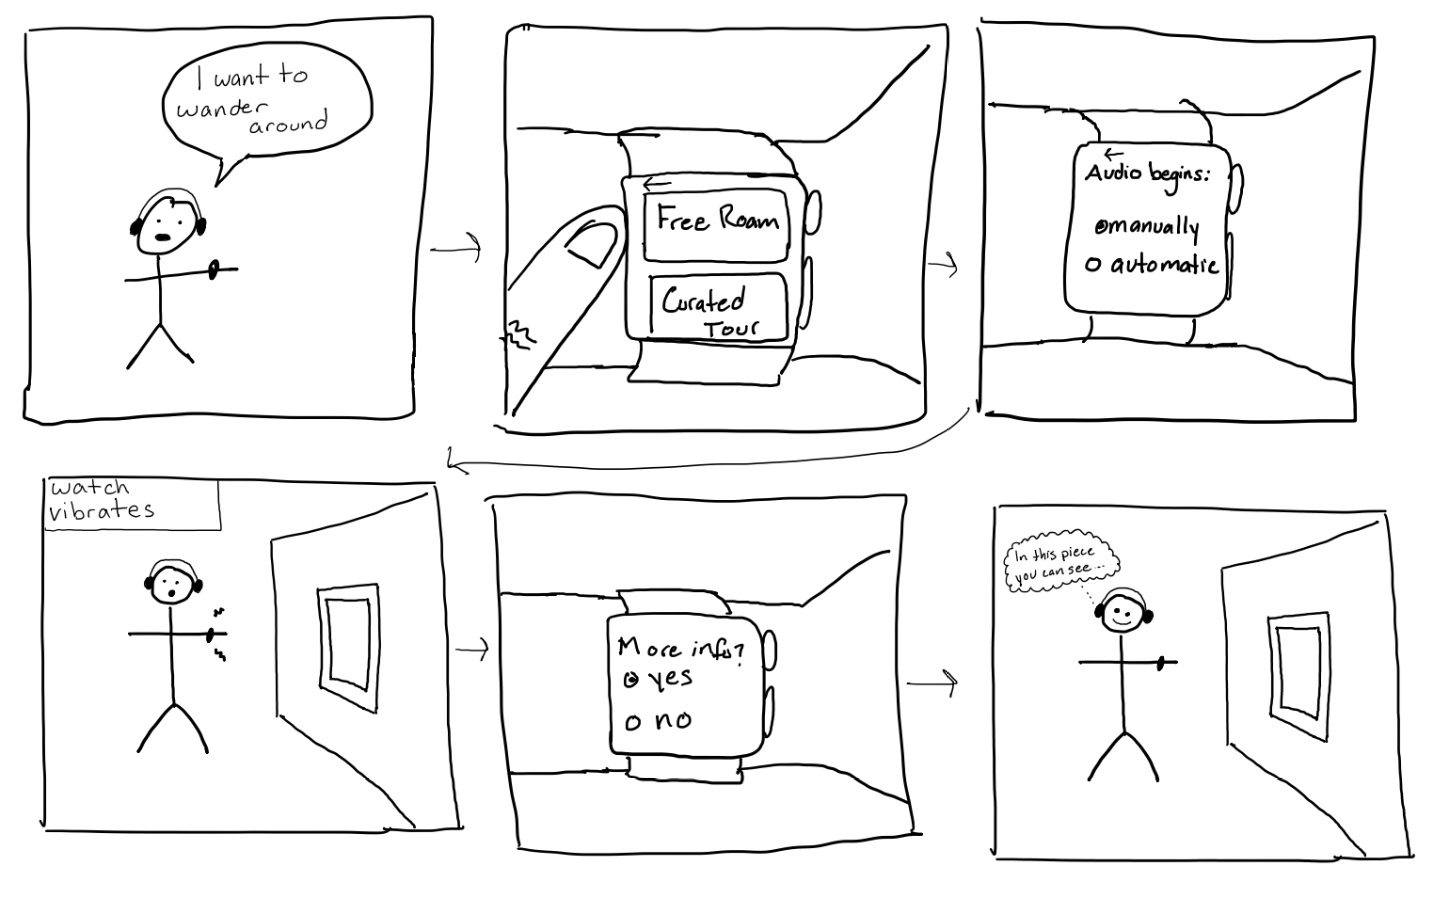 I want to
wander
around
←
Free Roam
Curated
Tour
←
Audio begins:
manually
automatic
watch
vibrates
More info?
yes
no
In this piece
you can see...